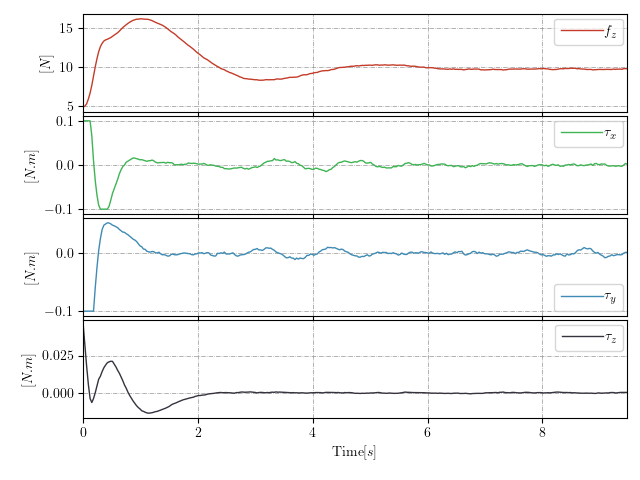 15
10
5
[N]
f_z
0.1
0.0
−0.1
[N.m]
τ_x
0.0
−0.1
[N.m]
τ_y
0.025
0.000
[N.m]
τ_z
0 2 4 6 8
Time[s]